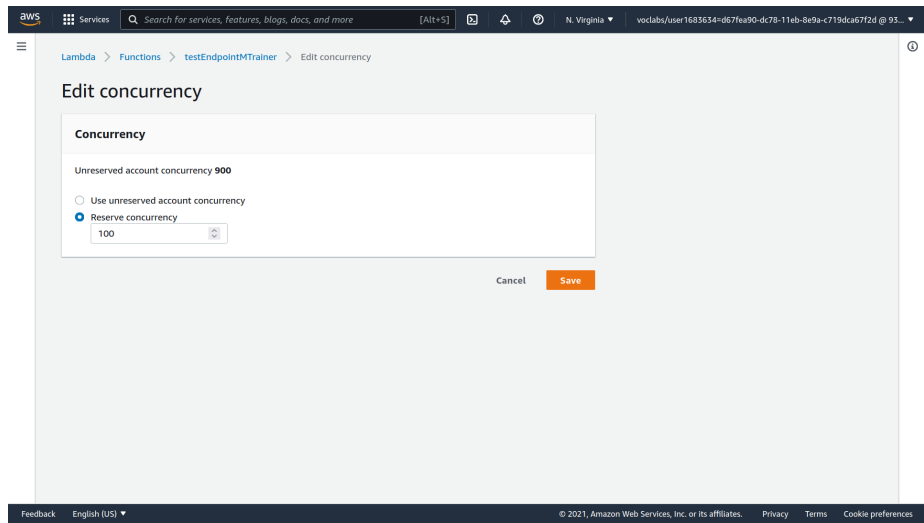 aws Services Search for services, features, blogs, docs, and more [Alt+S] N. Virginia ▼ voclabs/user1683634=d67fea90-dc78-11eb-8e9a-c719dca67f2d @ 93... ▼
Lambda > Functions > testEndpointMTrainer > Edit concurrency
Edit concurrency
Concurrency
Unreserved account concurrency 900
Use unreserved account concurrency
Reserve concurrency
100
Cancel Save
Feedback English (US) ▼ © 2021, Amazon Web Services, Inc. or its affiliates. Privacy Terms Cookie preferences